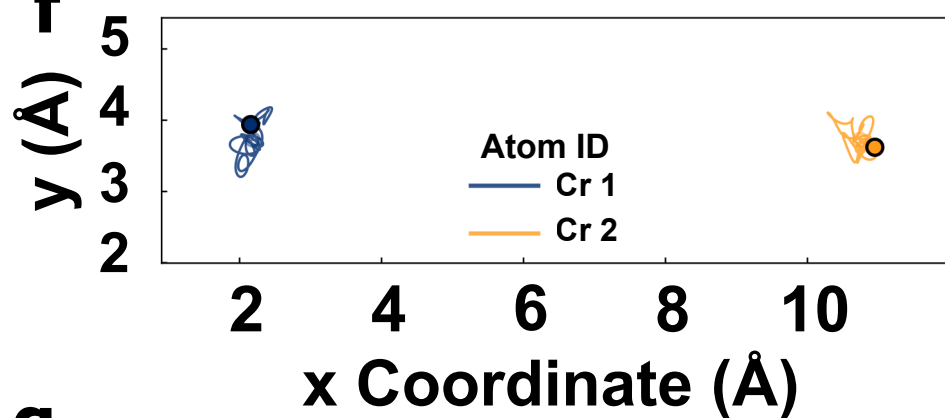 f
5
4
3
2
y (Å)
Atom ID
Cr 1
Cr 2
2 4 6 8 10
x Coordinate (Å)
g